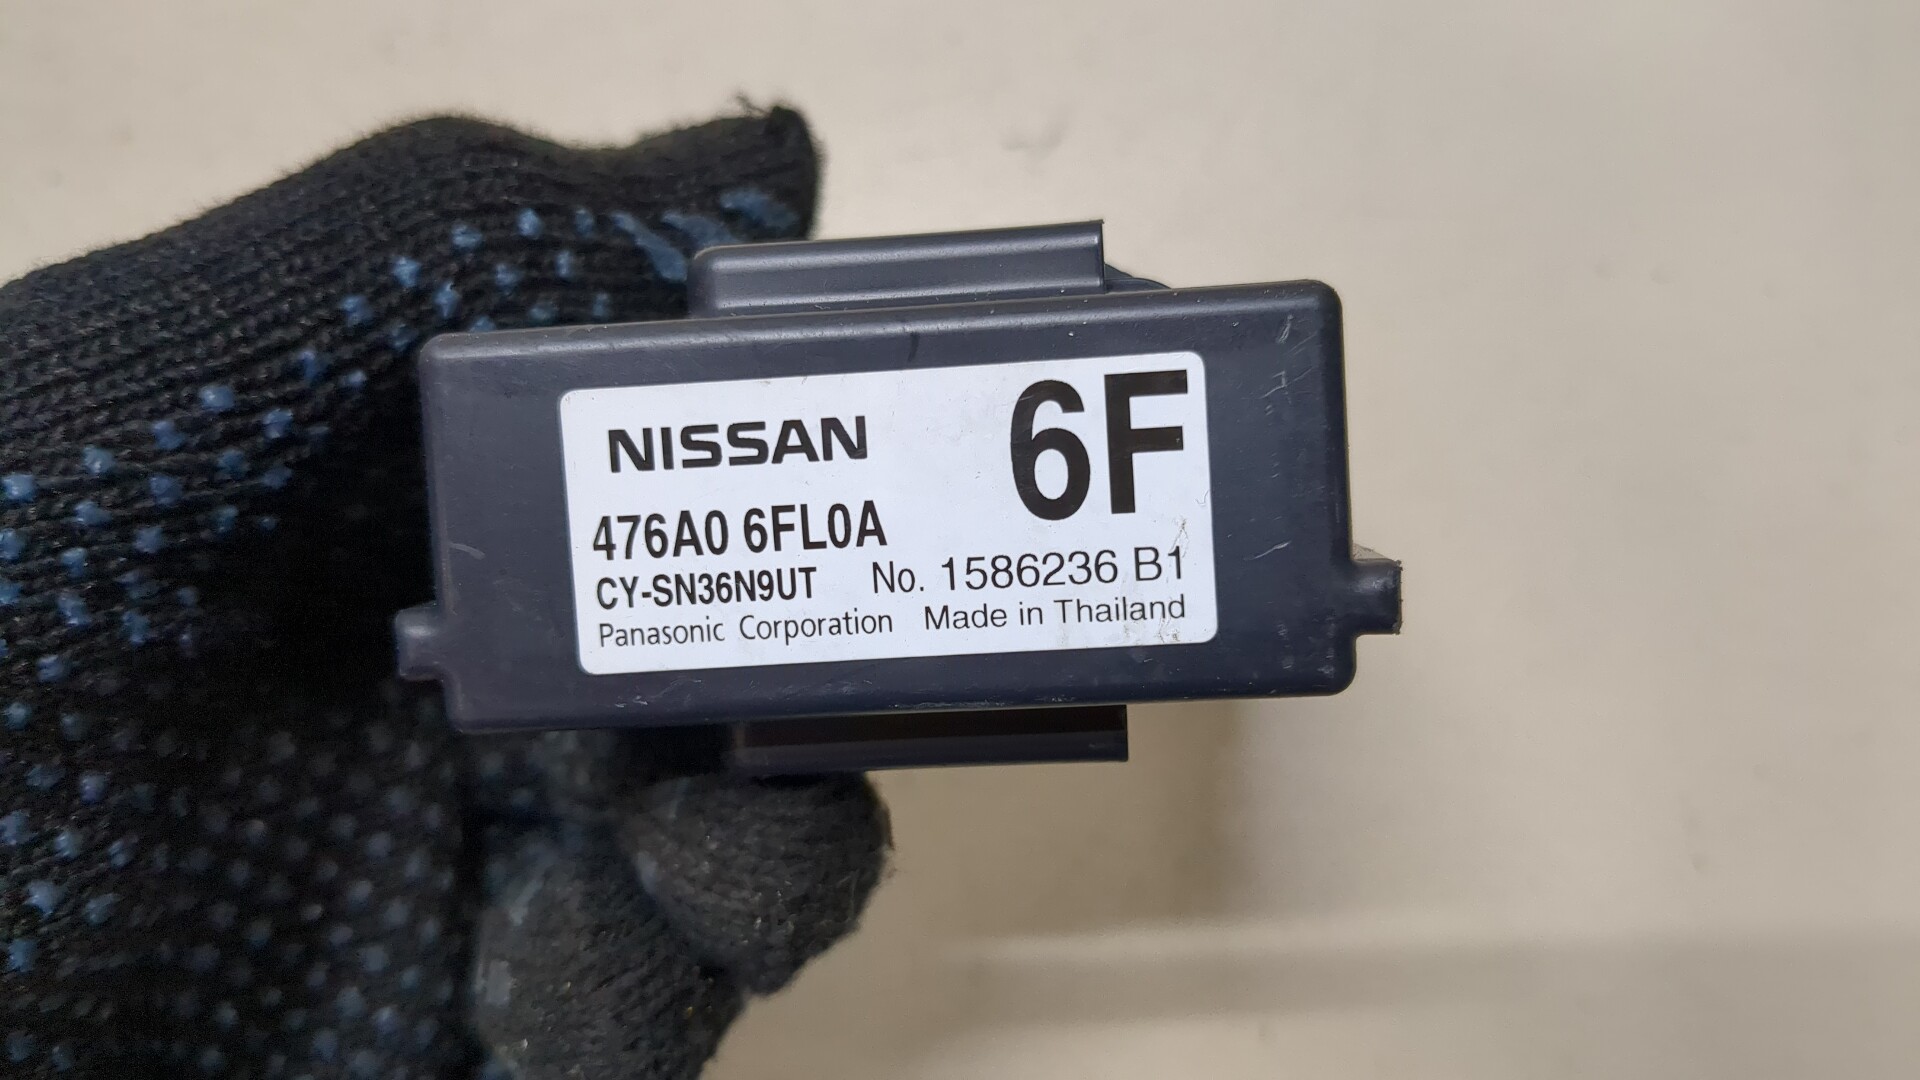 NISSAN 6F
476A0 6FL0A
CY-SN36N9UT No. 1586236 B1
Panasonic Corporation Made in Thailand